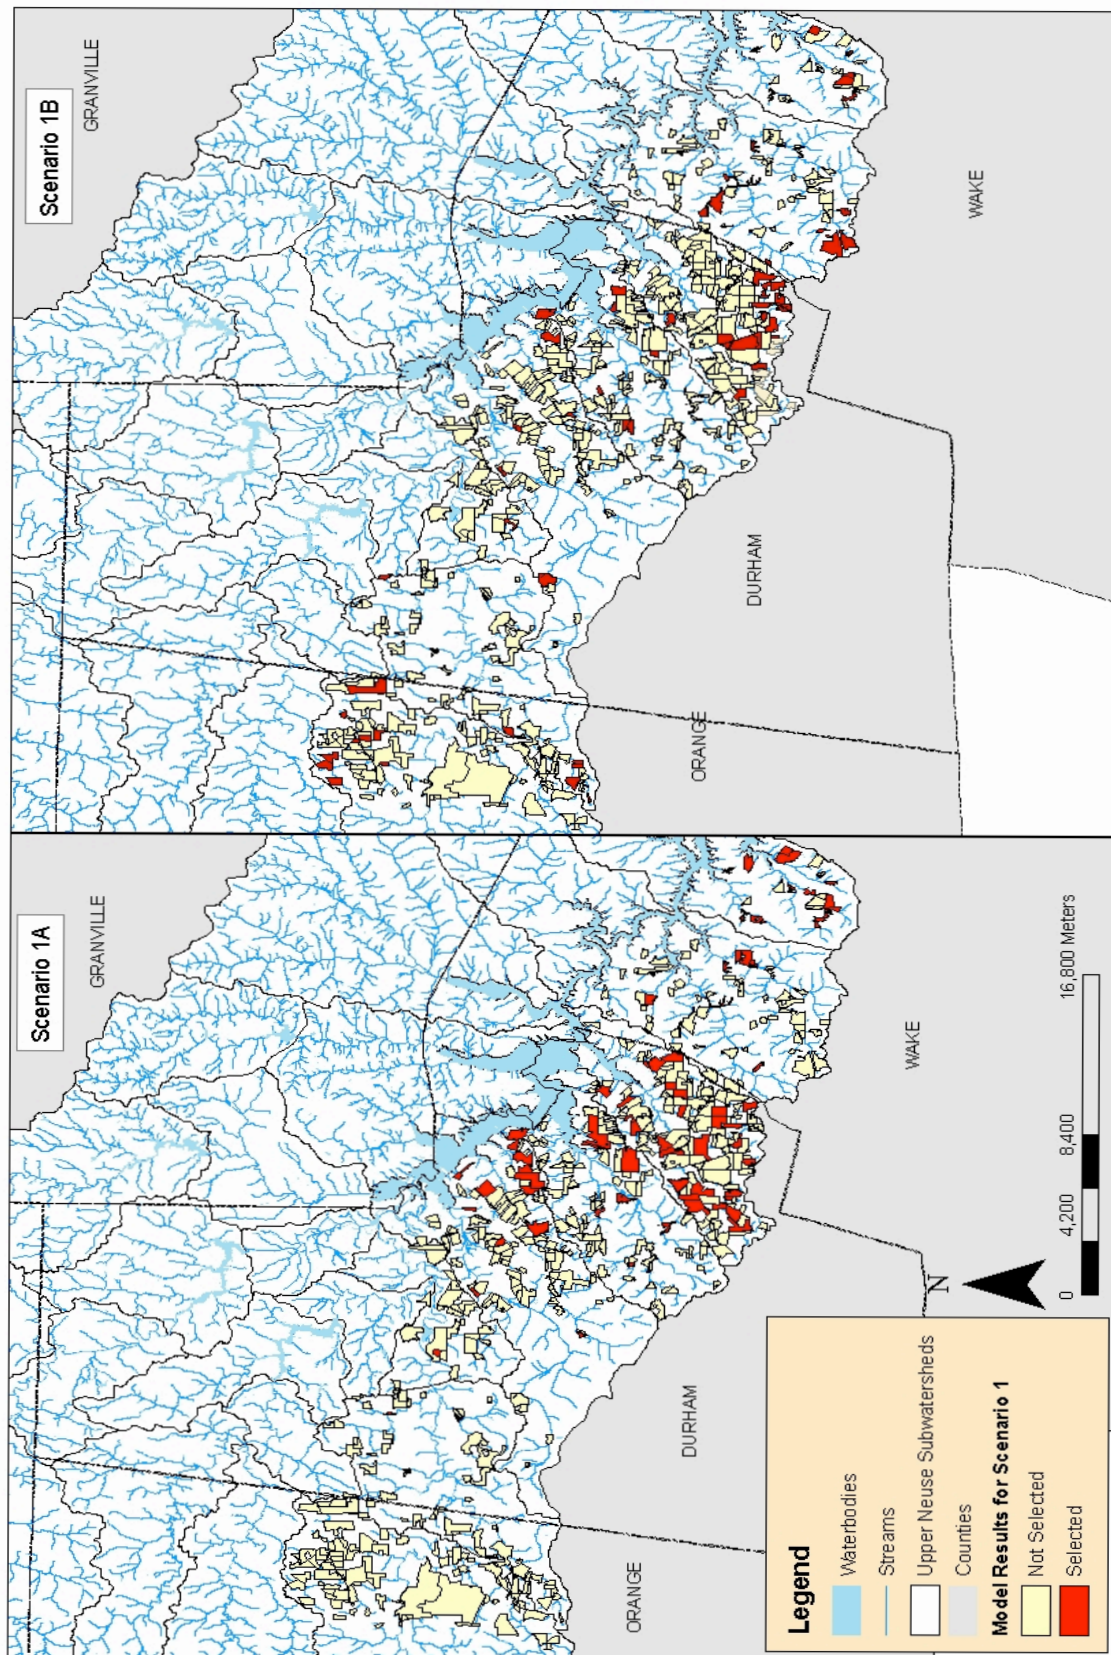 Scenario 1A
GRANVILLE
WAKE
DURHAM
ORANGE
N
0 4,200 8,400 16,800 Meters
Legend
Waterbodies
Streams
Upper Neuse Subwatersheds
Counties
Model Results for Scenario 1
Not Selected
Selected
Scenario 1B
GRANVILLE
WAKE
DURHAM
ORANGE